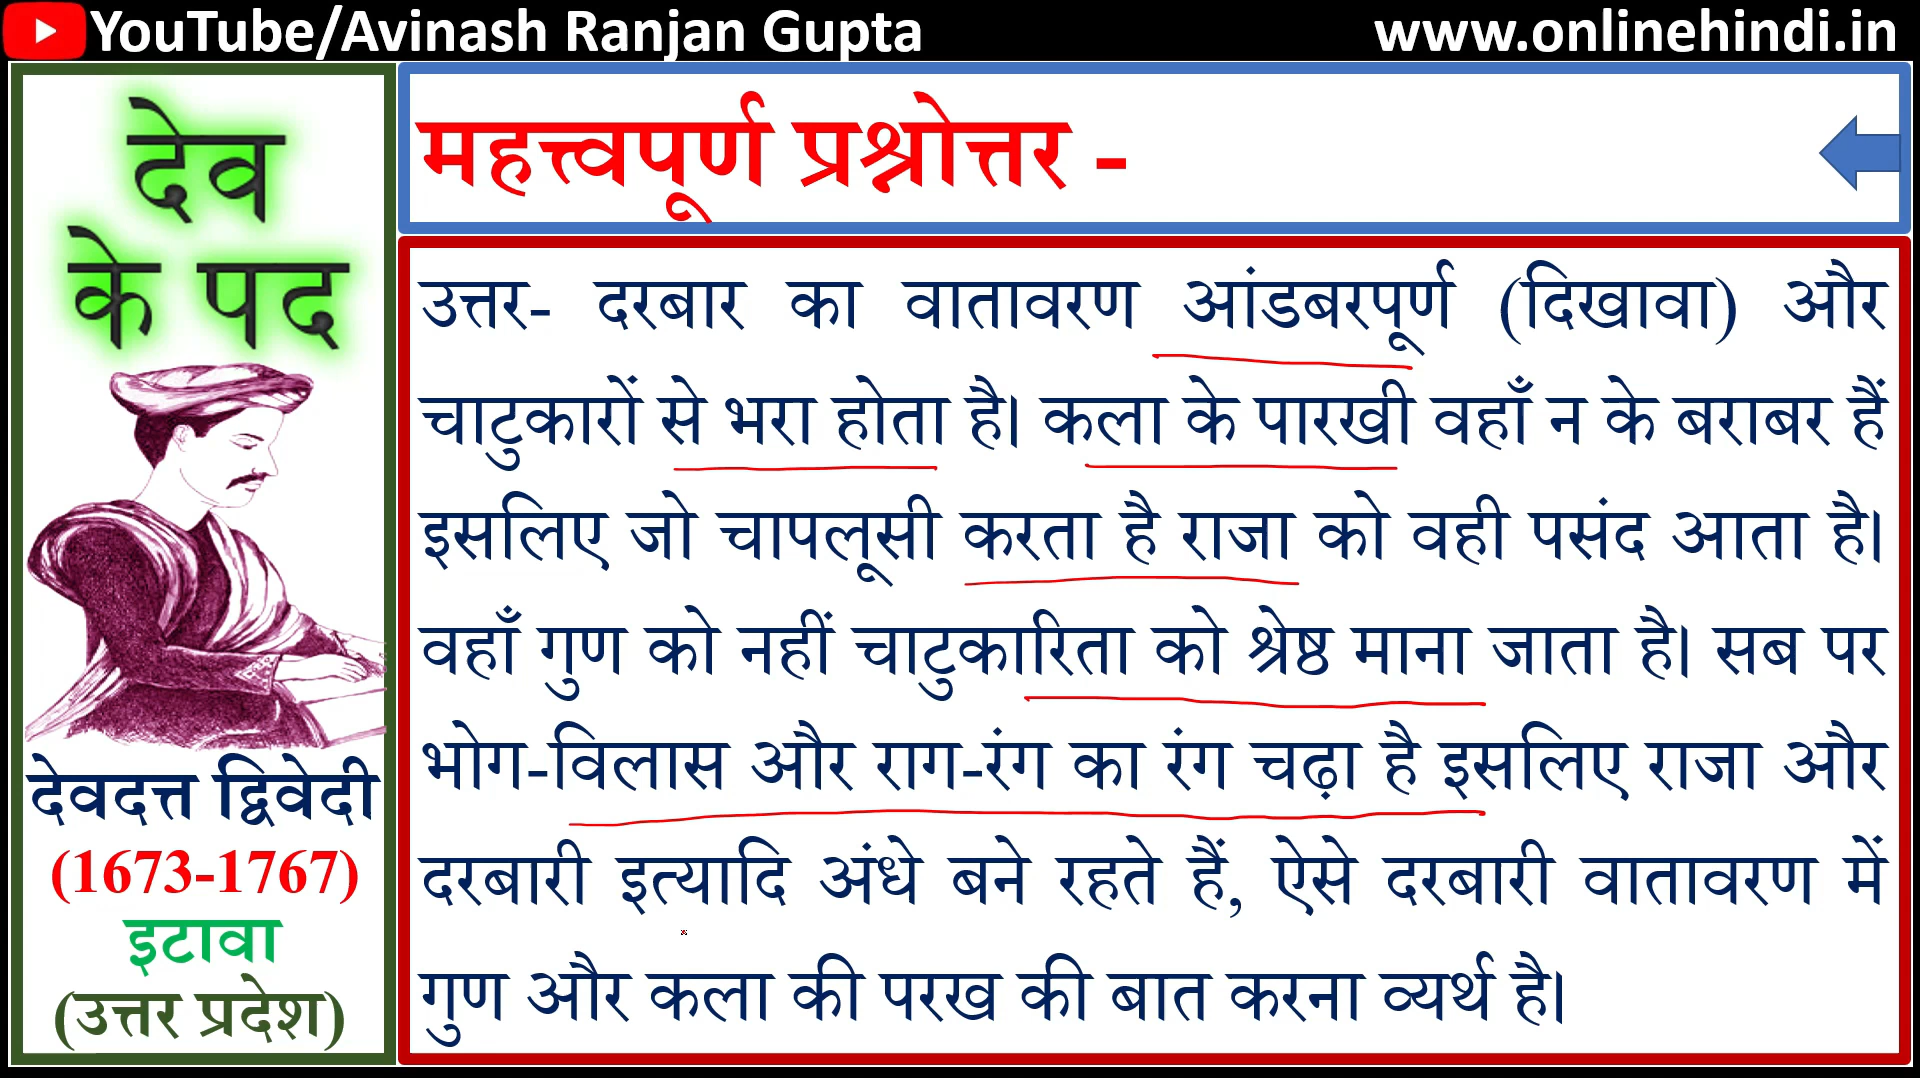 YouTube/Avinash Ranjan Gupta
www.onlinehindi.in
देव
के पद
देवदत्त द्विवेदी
(1673-1767)
इटावा
(उत्तर प्रदेश)
महत्त्वपूर्ण प्रश्नोत्तर -
उत्तर- दरबार का वातावरण आंडबरपूर्ण (दिखावा) और
चाटुकारों से भरा होता है। कला के पारखी वहाँ न के बराबर हैं
इसलिए जो चापलूसी करता है राजा को वही पसंद आता है।
वहाँ गुण को नहीं चाटुकारिता को श्रेष्ठ माना जाता है। सब पर
भोग-विलास और राग-रंग का रंग चढ़ा है इसलिए राजा और
दरबारी इत्यादि अंधे बने रहते हैं, ऐसे दरबारी वातावरण में
गुण और कला की परख की बात करना व्यर्थ है।